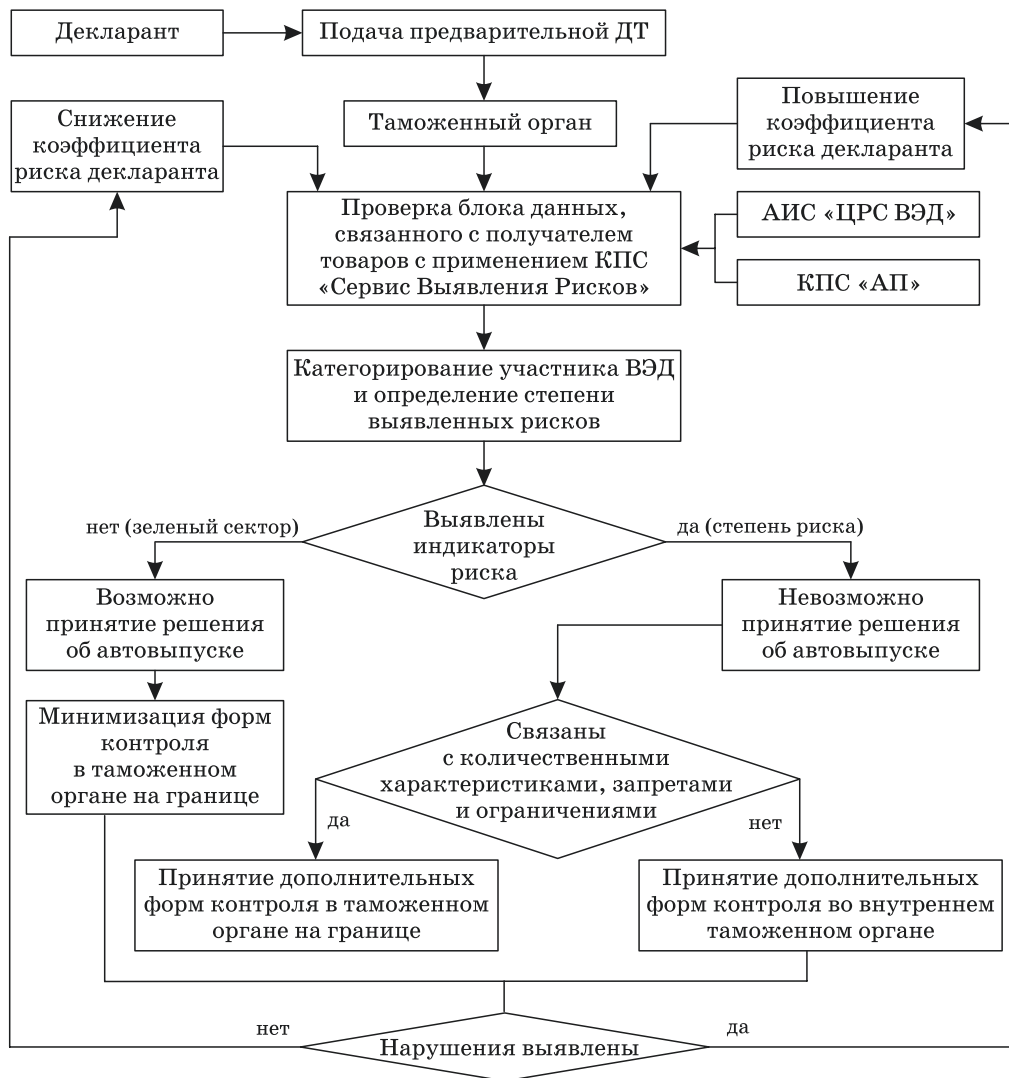 Декларант
Подача предварительной ДТ
Снижение
коэффициента
риска декларанта
Таможенный орган
Повышение
коэффициента
риска декларанта
Проверка блока данных,
связанного с получателем
товаров с применением КПС
«Сервис Выявления Рисков»
АИС «ЦРС ВЭД»
КПС «АП»
Категорирование участника ВЭД
и определение степени
выявленных рисков
нет (зеленый сектор)
Выявлены
индикаторы
риска
да (степень риска)
Возможно
принятие решения
об автовыпуске
Невозможно
принятие решения
об автовыпуске
Минимизация форм
контроля
в таможенном
органе на границе
Связаны
с количественными
характеристиками, запретами
и ограничениями
да
нет
Принятие дополнительных
форм контроля в таможенном
органе на границе
Принятие дополнительных
форм контроля во внутреннем
таможенном органе
нет
Нарушения выявлены
да